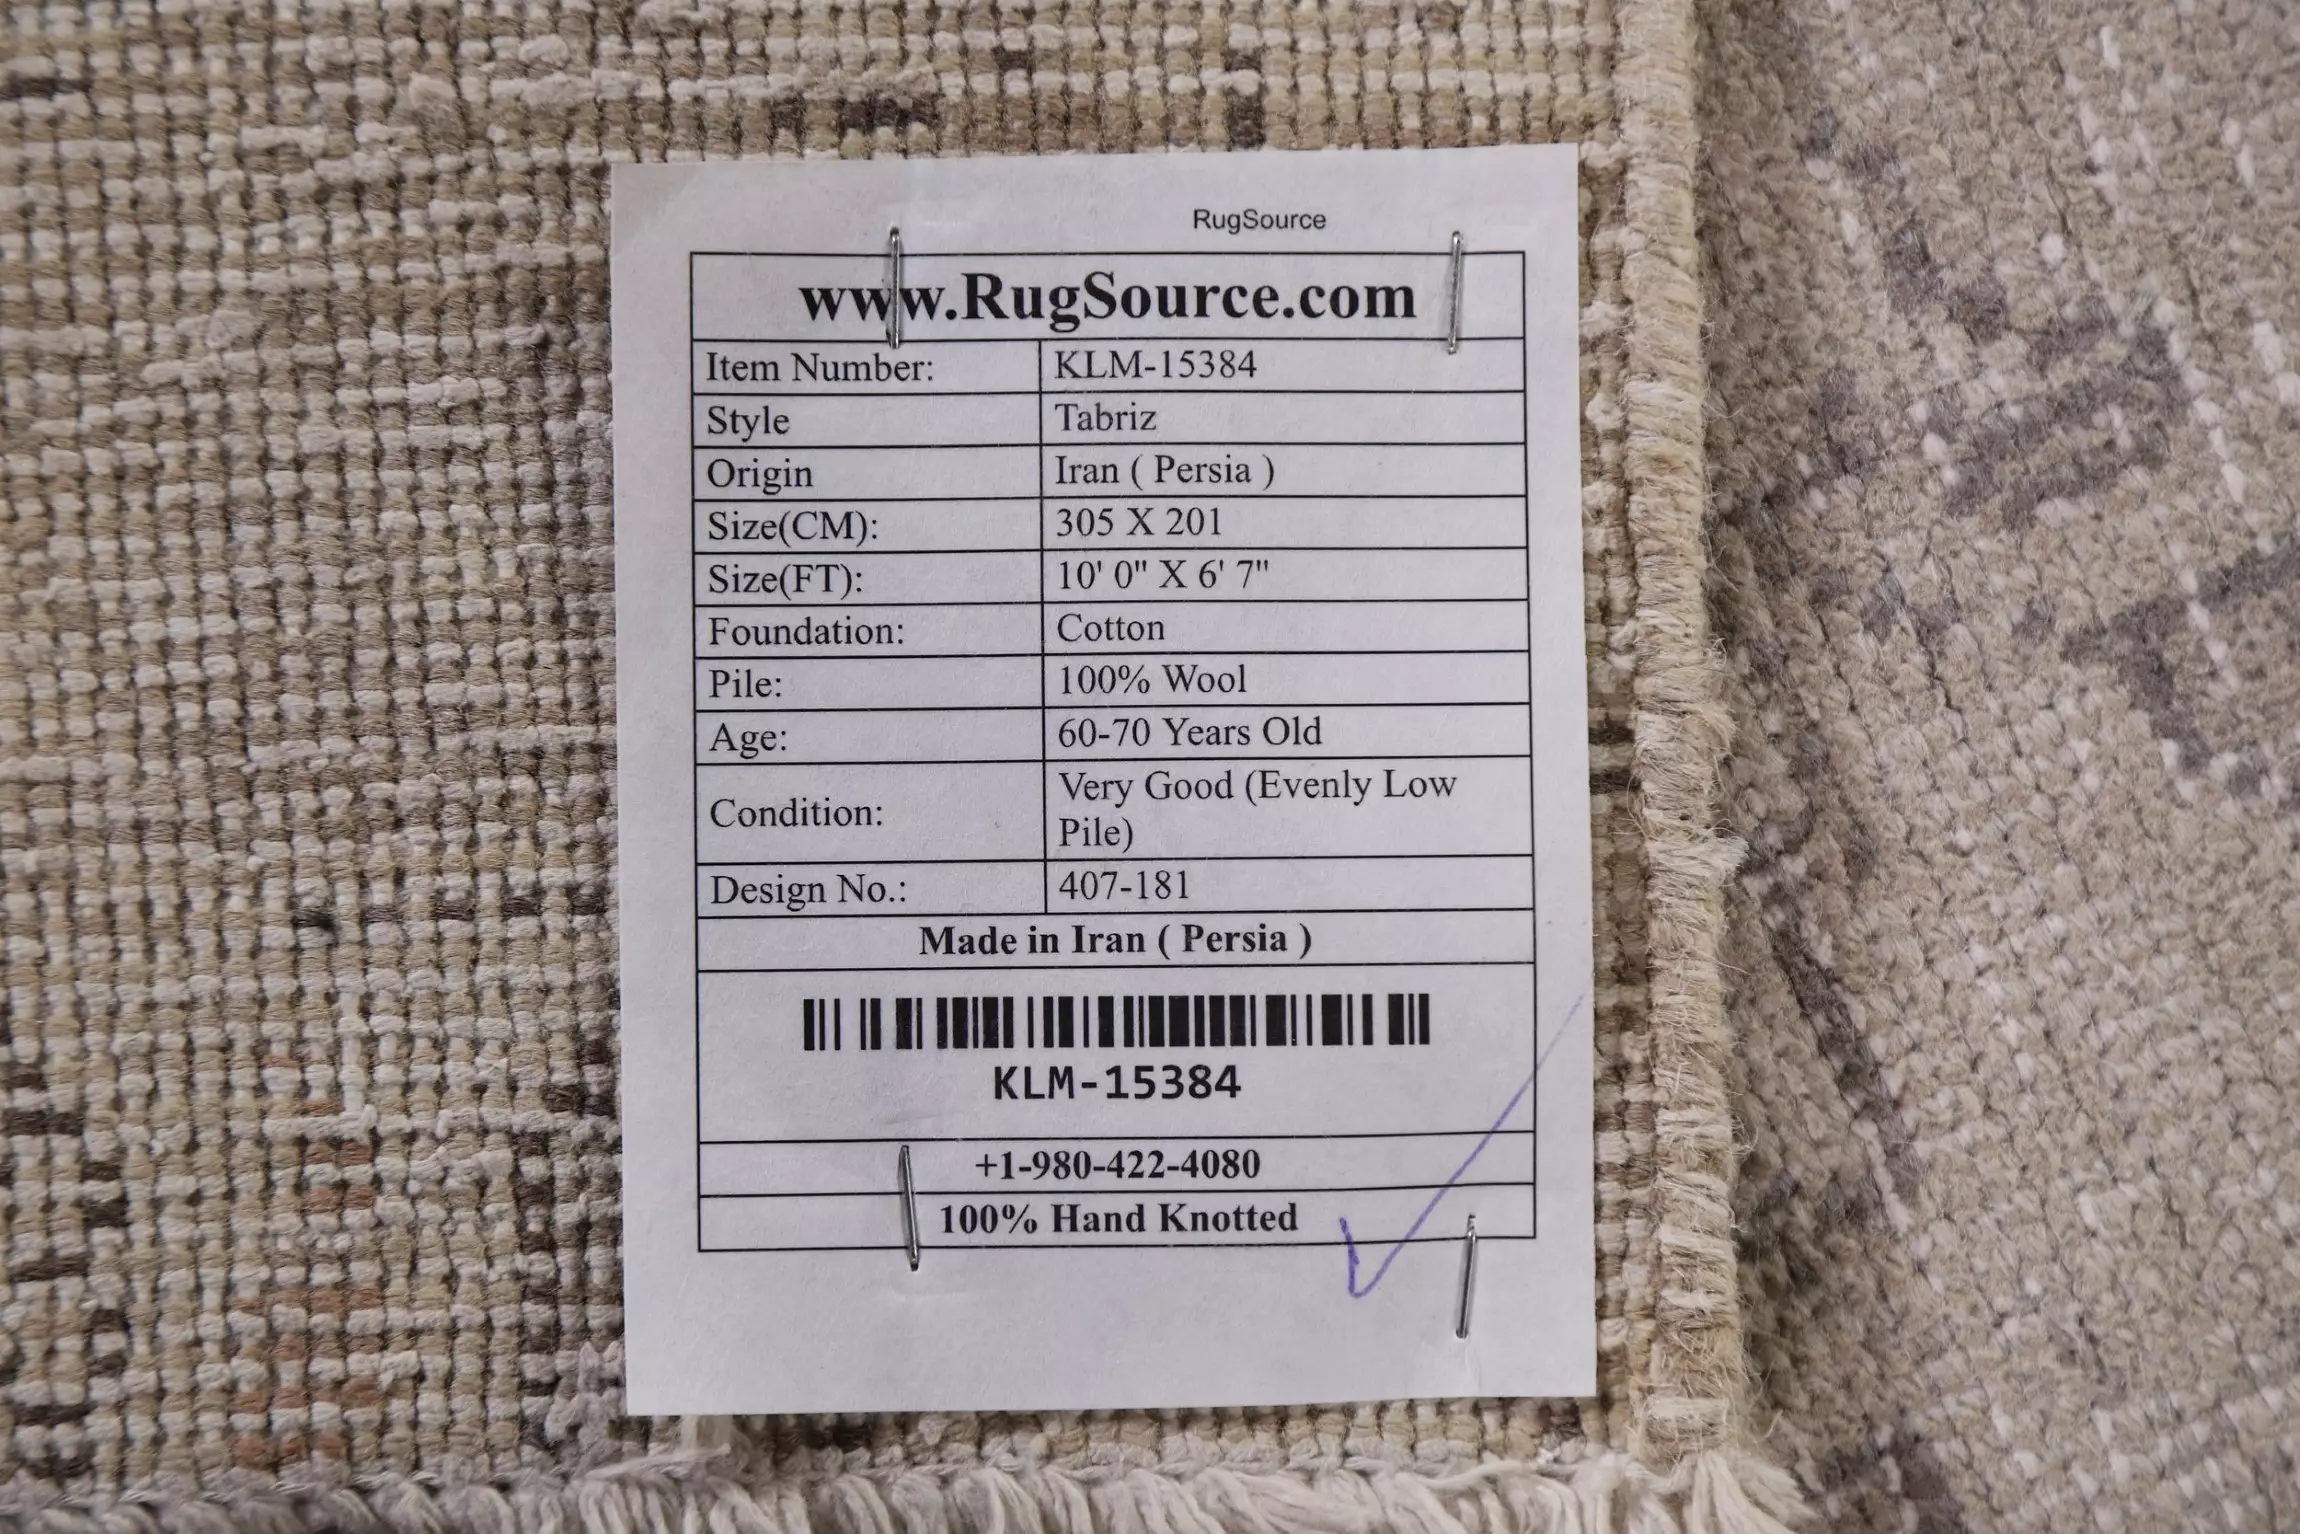 RugSource
www.RugSource.com
Item Number: KLM-15384
Style Tabriz
Origin Iran ( Persia )
Size(CM): 305 X 201
Size(FT): 10' 0" X 6' 7"
Foundation: Cotton
Pile: 100% Wool
Age: 60-70 Years Old
Condition: Very Good (Evenly Low
Pile)
Design No.: 407-181
Made in Iran ( Persia )
KLM-15384
+1-980-422-4080
100% Hand Knotted